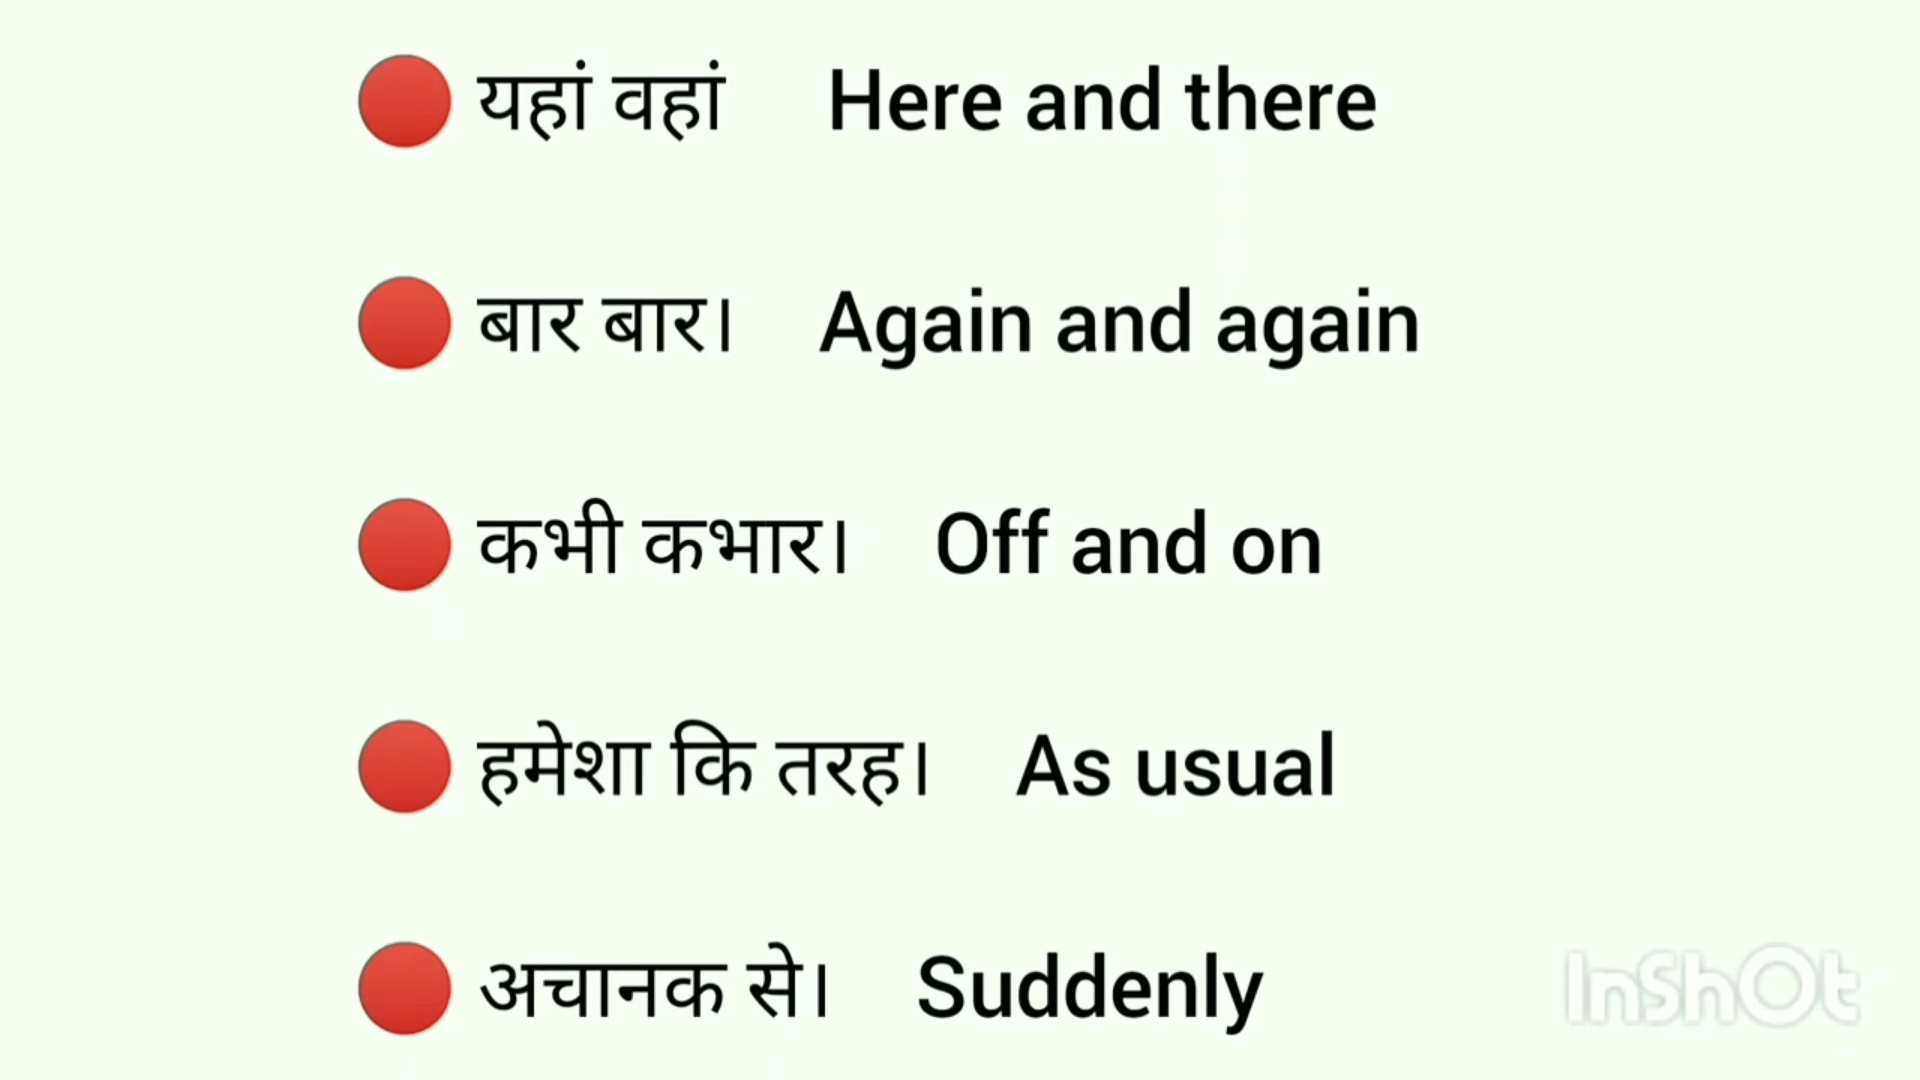 यहां वहां Here and there
बार बार। Again and again
कभी कभार। Off and on
हमेशा कि तरह। As usual
अचानक से। Suddenly
InShOt